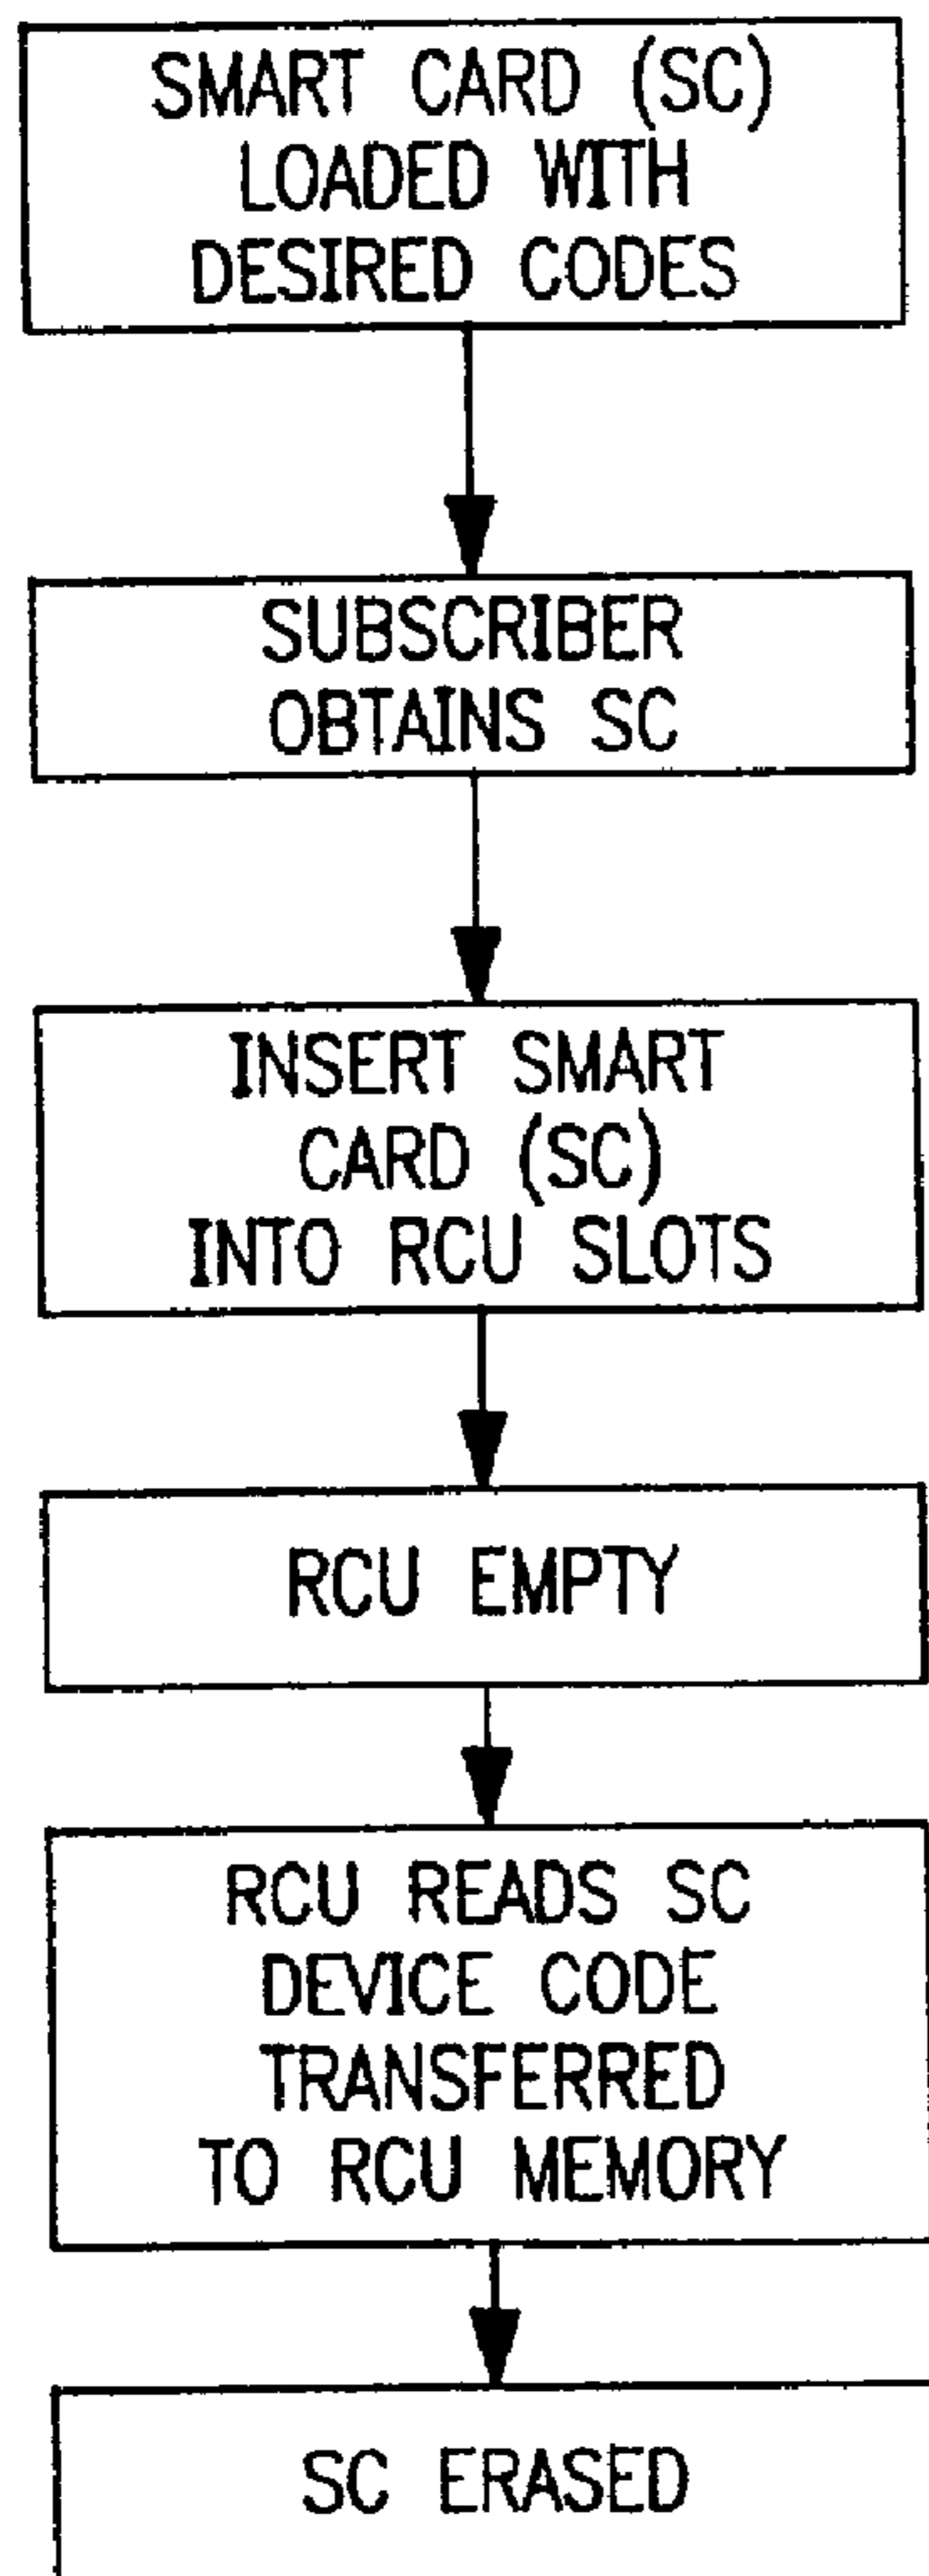 SMART CARD (SC)
LOADED WITH
DESIRED CODES
SUBSCRIBER
OBTAINS SC
INSERT SMART
CARD (SC)
INTO RCU SLOTS
RCU EMPTY
RCU READS SC
DEVICE CODE
TRANSFERRED
TO RCU MEMORY
SC ERASED